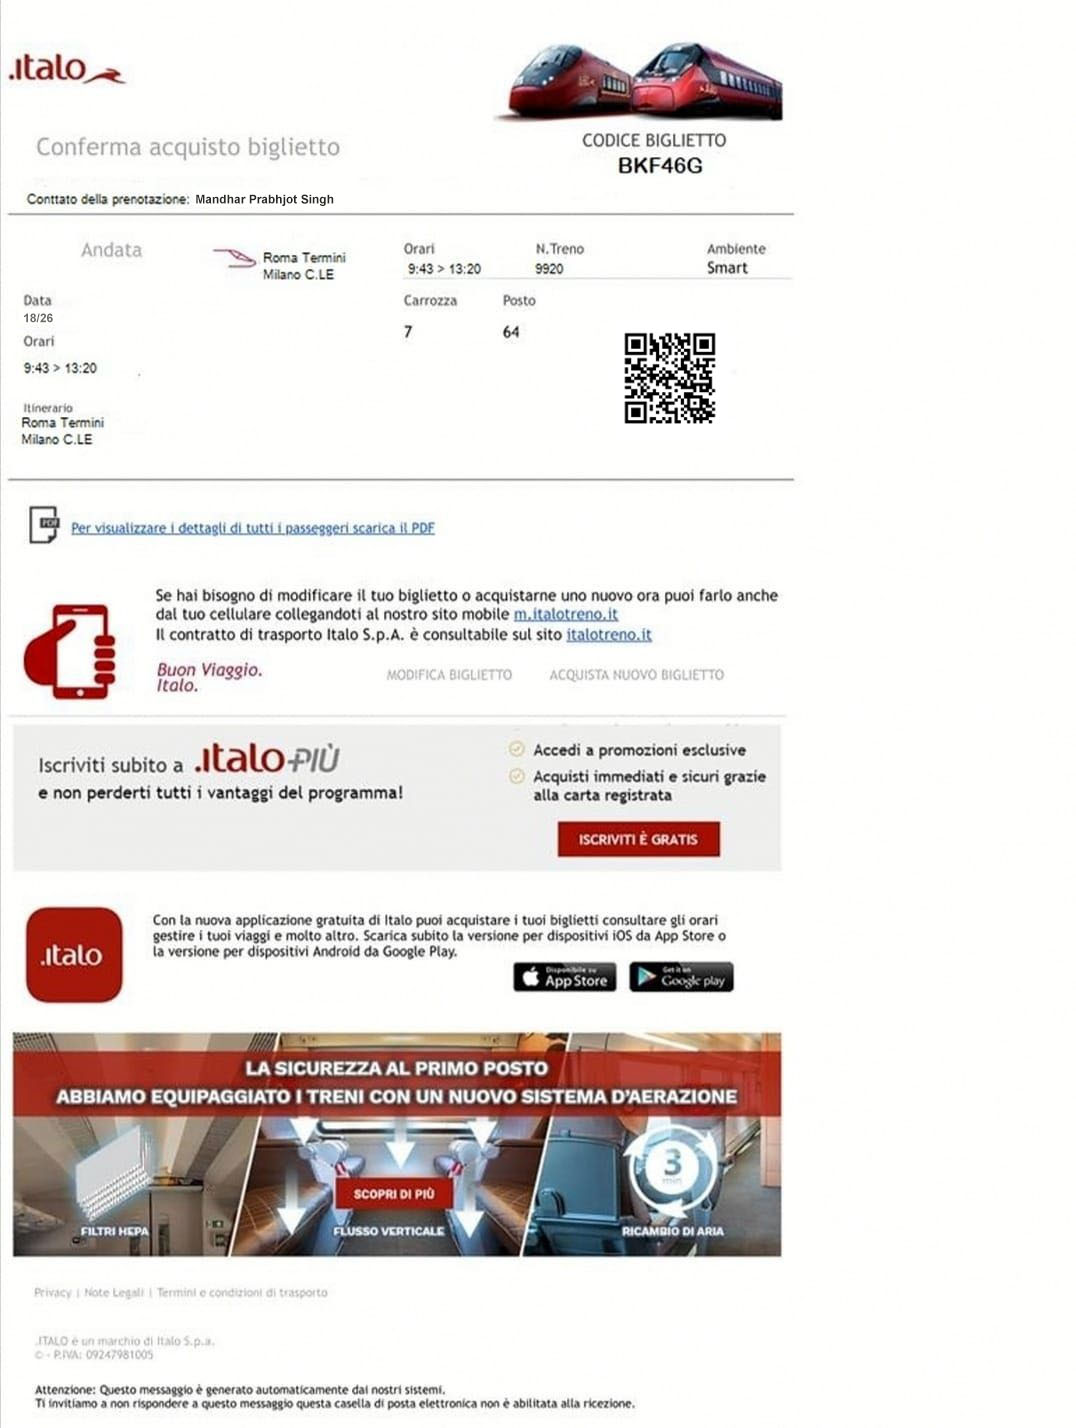 .italo
Conferma acquisto biglietto
CODICE BIGLIETTO
BKF46G
Conttato della prenotazione: Mandhar Prabhjot Singh
Andata
Roma Termini
Milano C.LE
Orari
9:43 > 13:20
N.Treno
9920
Ambiente
Smart
Data
18/26
Orari
9:43 > 13:20
Carrozza
7
Posto
64
Itinerario
Roma Termini
Milano C.LE
PDF
Per visualizzare i dettagli di tutti i passeggeri scarica il PDF
Se hai bisogno di modificare il tuo biglietto o acquistarne uno nuovo ora puoi farlo anche
dal tuo cellulare collegandoti al nostro sito mobile m.italotreno.it
Il contratto di trasporto Italo S.p.A. è consultabile sul sito italotreno.it
Buon Viaggio.
Italo.
MODIFICA BIGLIETTO
ACQUISTA NUOVO BIGLIETTO
Iscriviti subito a .italo PIÙ
e non perderti tutti i vantaggi del programma!
Accedi a promozioni esclusive
Acquisti immediati e sicuri grazie
alla carta registrata
ISCRIVITI È GRATIS
.italo
Con la nuova applicazione gratuita di Italo puoi acquistare i tuoi biglietti consultare gli orari
gestire i tuoi viaggi e molto altro. Scarica subito la versione per dispositivi iOS da App Store o
la versione per dispositivi Android da Google Play.
Disponibile su
App Store
Get it on
Google play
LA SICUREZZA AL PRIMO POSTO
ABBIAMO EQUIPAGGIATO I TRENI CON UN NUOVO SISTEMA D'AERAZIONE
3
min
SCOPRI DI PIÙ
FILTRI HEPA
FLUSSO VERTICALE
RICAMBIO DI ARIA
Privacy | Note Legali | Termini e condizioni di trasporto
.ITALO è un marchio di Italo S.p.a.
© - P.IVA: 09247981005
Attenzione: Questo messaggio è generato automaticamente dai nostri sistemi.
Ti invitiamo a non rispondere a questo messaggio questa casella di posta elettronica non è abilitata alla ricezione.